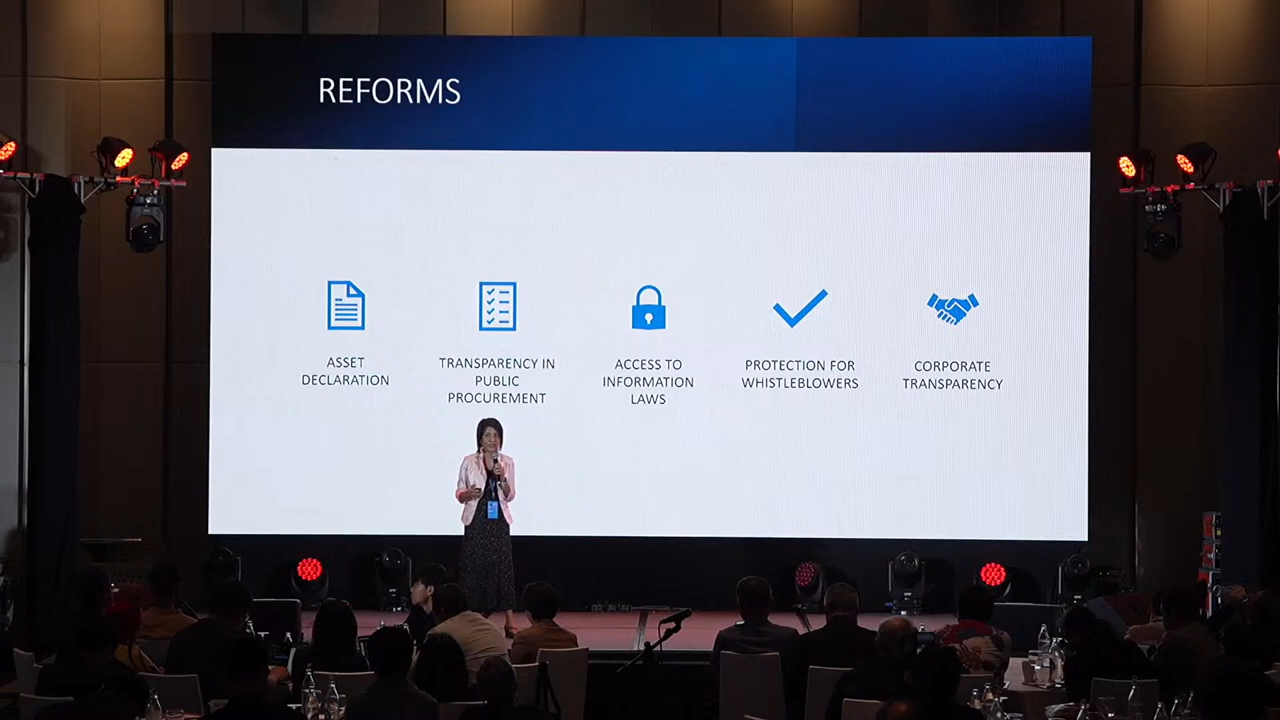 REFORMS
ASSET
DECLARATION
TRANSPARENCY IN
PUBLIC
PROCUREMENT
ACCESS TO
INFORMATION
LAWS
PROTECTION FOR
WHISTLEBLOWERS
CORPORATE
TRANSPARENCY